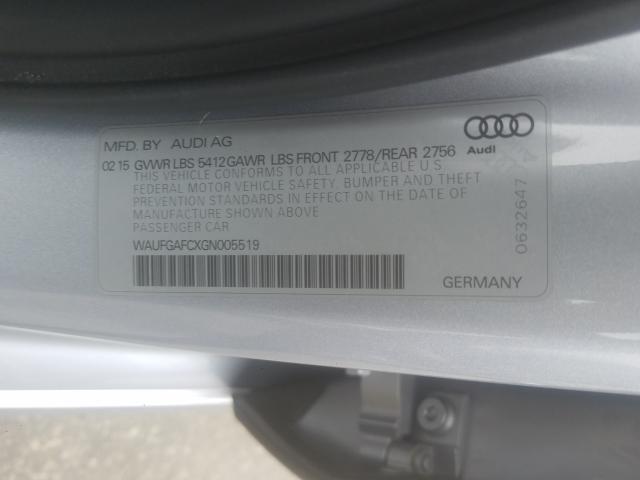 MFD. BY AUDI AG
02 15 GVWR LBS 5412 GAWR LBS FRONT 2778/REAR 2756
THIS VEHICLE CONFORMS TO ALL APPLICABLE U S
FEDERAL MOTOR VEHICLE SAFETY, BUMPER AND THEFT
PREVENTION STANDARDS IN EFFECT ON THE DATE OF
MANUFACTURE SHOWN ABOVE
PASSENGER CAR
WAUFGAFCXGN005519
GERMANY
Audi
0632647